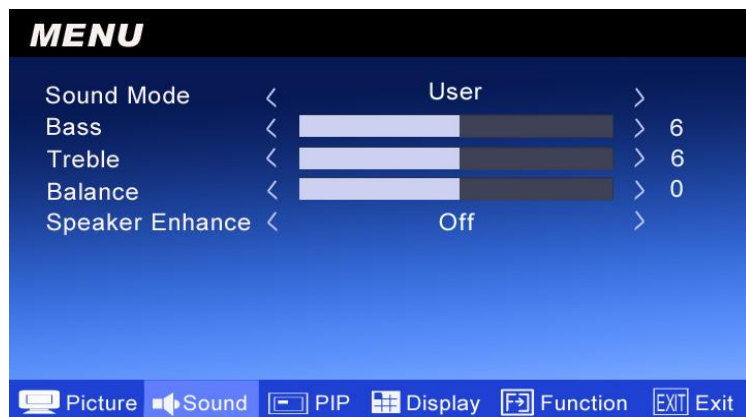 MENU
Sound Mode < User >
Bass < > 6
Treble < > 6
Balance < > 0
Speaker Enhance < Off >
Picture Sound PIP Display F Function EXIT Exit